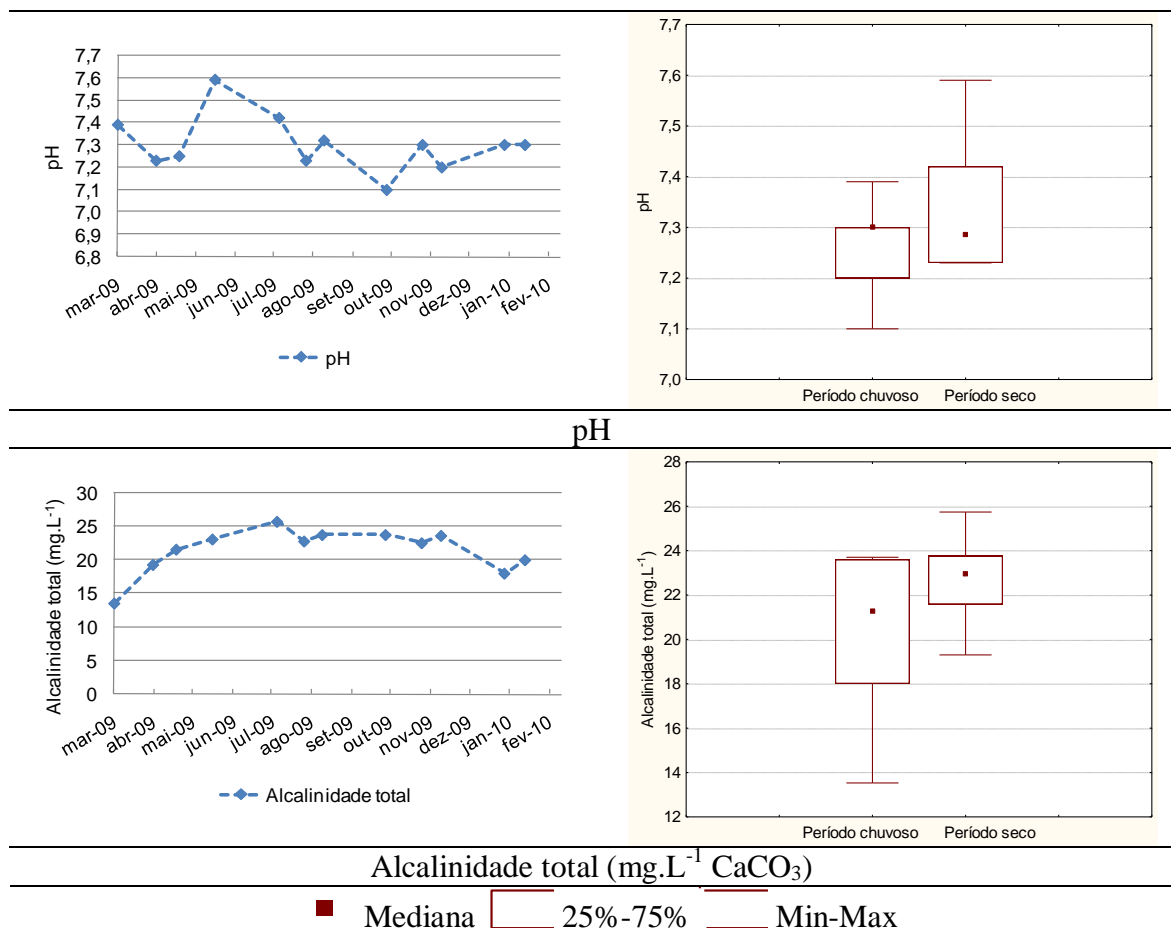 pH
7,7
7,6
7,5
7,4
7,3
7,2
7,1
7,0
6,9
6,8
mar-09 abr-09 mai-09 jun-09 jul-09 ago-09 set-09 out-09 nov-09 dez-09 jan-10 fev-10
pH
pH
7,7
7,6
7,5
7,4
7,3
7,2
7,1
7,0
Período chuvoso Período seco
pH
Alcalinidade total (mg.L-1)
30
25
20
15
10
5
0
mar-09 abr-09 mai-09 jun-09 jul-09 ago-09 set-09 out-09 nov-09 dez-09 jan-10 fev-10
Alcalinidade total
Alcalinidade total (mg.L-1)
28
26
24
22
20
18
16
14
12
Período chuvoso Período seco
Alcalinidade total (mg.L-1 CaCO3)
Mediana 25%-75% Min-Max